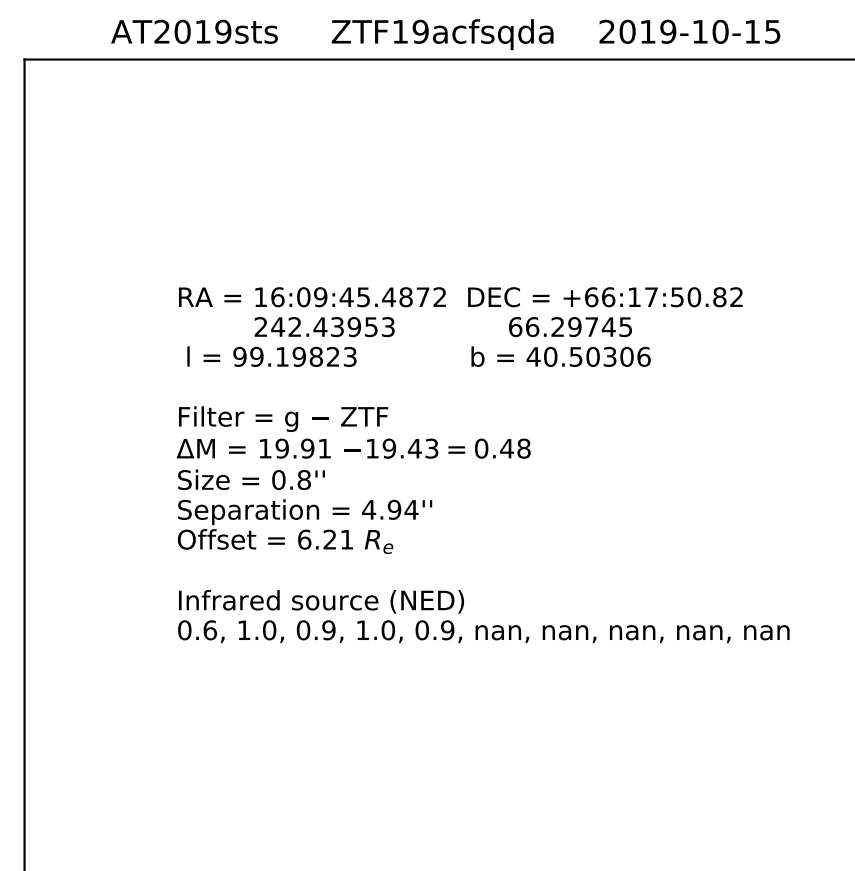 AT2019sts ZTF19acfsqda 2019-10-15
RA = 16:09:45.4872 DEC = +66:17:50.82
242.43953 66.29745
l = 99.19823 b = 40.50306
Filter = g − ZTF
ΔM = 19.91 −19.43 = 0.48
Size = 0.8''
Separation = 4.94''
Offset = 6.21 Re
Infrared source (NED)
0.6, 1.0, 0.9, 1.0, 0.9, nan, nan, nan, nan, nan